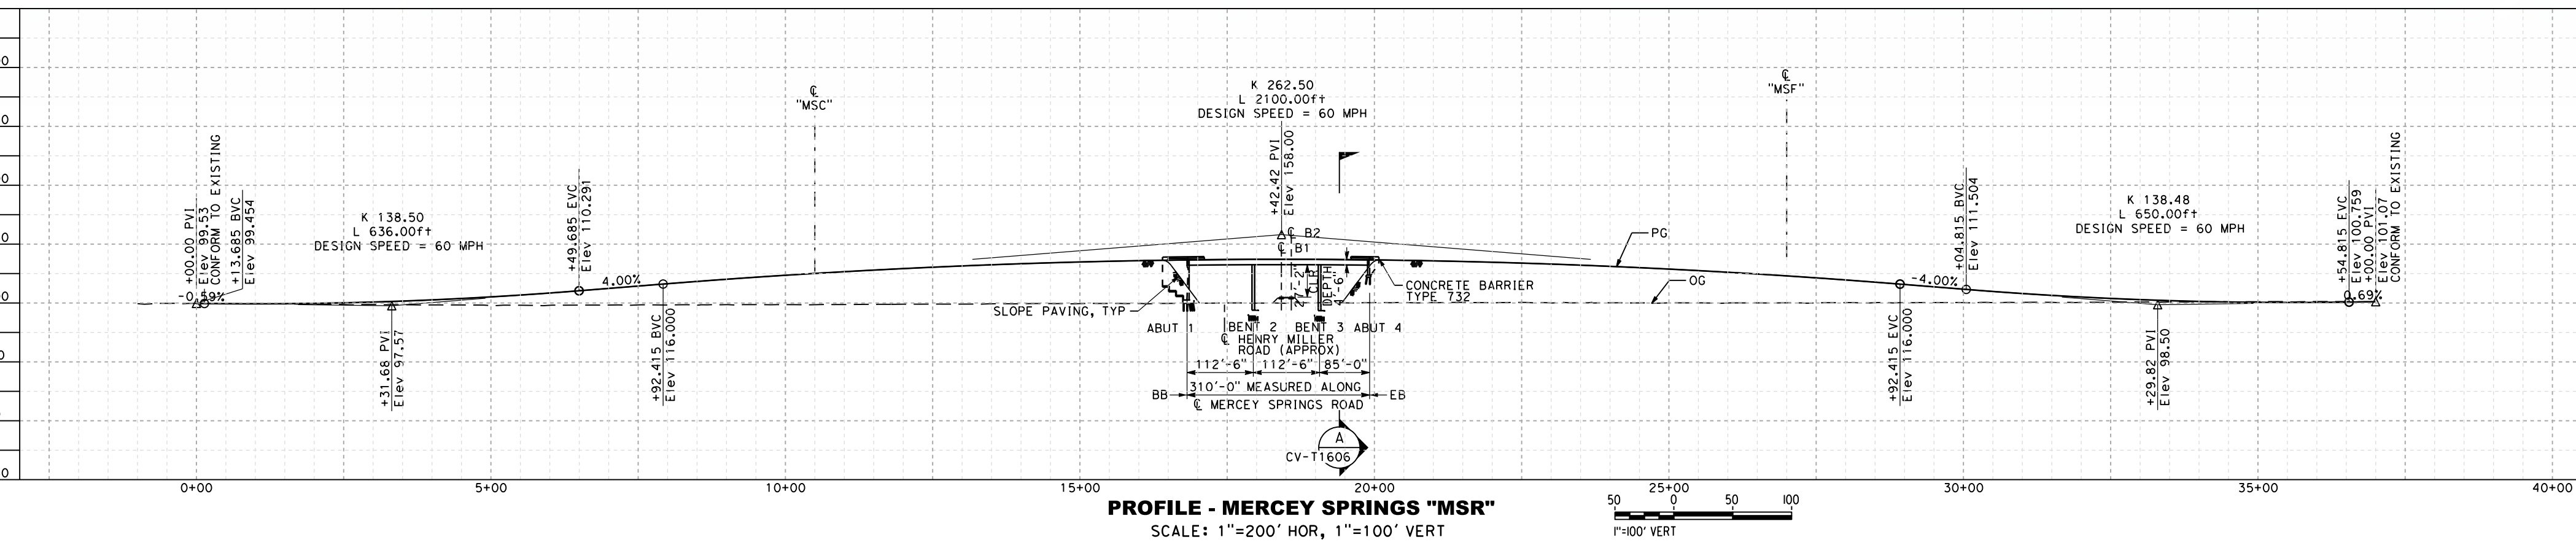 K 262.50
L 2100.00ft
DESIGN SPEED = 60 MPH
℄
"MSC"
℄
"MSF"
+00.00 PVI
Elev 99.53
CONFORM TO EXISTING
+13.685 BVC
Elev 99.454
-0.59%
K 138.50
L 636.00ft
DESIGN SPEED = 60 MPH
+31.68 PVI
Elev 97.57
+49.685 EVC
Elev 110.291
4.00%
+92.415 BVC
Elev 116.000
+42.42 PVI
Elev 158.00
℄ B2
℄ B1
27'-2"
CLR
DEPTH
4'-6"
PG
OG
CONCRETE BARRIER
TYPE 732
SLOPE PAVING, TYP
ABUT 1
BENT 2
BENT 3
ABUT 4
℄ HENRY MILLER
ROAD (APPROX)
112'-6"
112'-6"
85'-0"
310'-0" MEASURED ALONG
BB
EB
℄ MERCEY SPRINGS ROAD
A
CV-T1606
+92.415 EVC
Elev 116.000
-4.00%
+04.815 BVC
Elev 111.504
K 138.48
L 650.00ft
DESIGN SPEED = 60 MPH
+29.82 PVI
Elev 98.50
+54.815 EVC
Elev 100.759
+00.00 PVI
Elev 101.07
CONFORM TO EXISTING
0.69%
0+00
5+00
10+00
15+00
20+00
25+00
30+00
35+00
40+00
PROFILE - MERCEY SPRINGS "MSR"
SCALE: 1"=200' HOR, 1"=100' VERT
50
0
50
100
1"=100' VERT